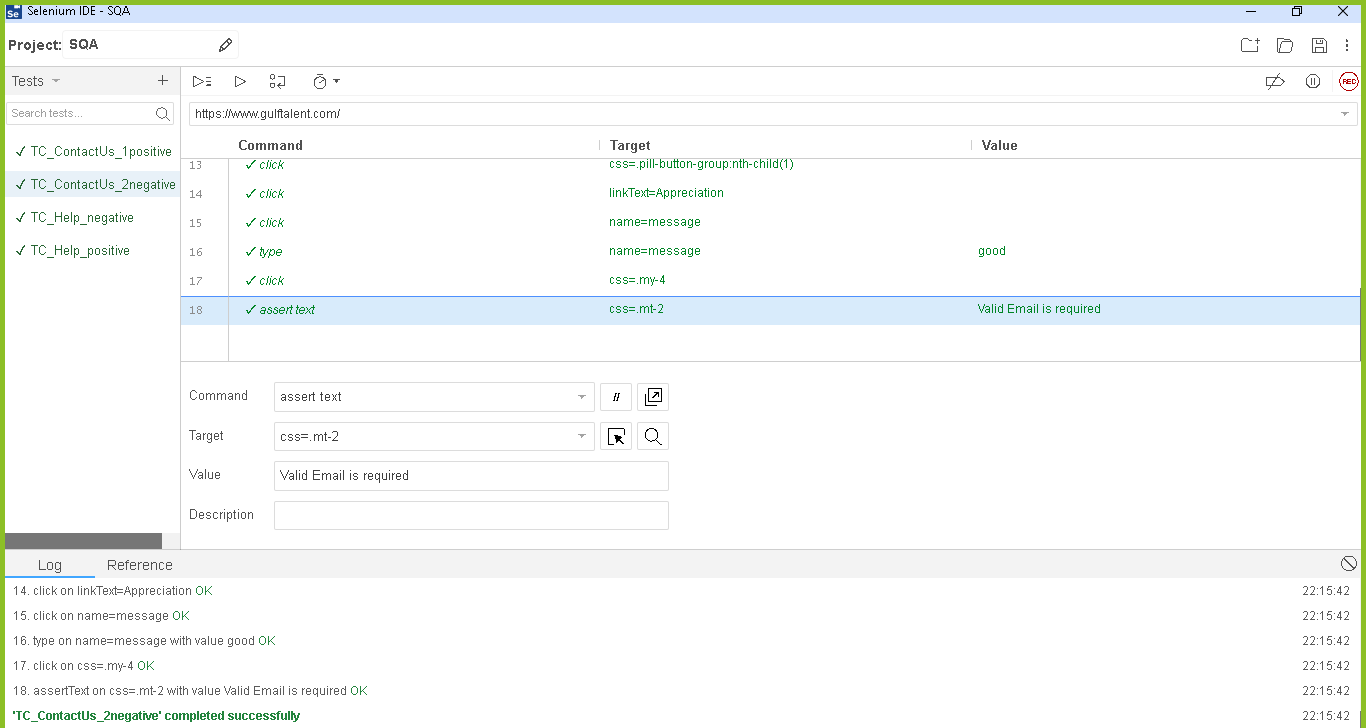 Se Selenium IDE - SQA
Project: SQA
Tests
Search tests...
✓ TC_ContactUs_1positive
✓ TC_ContactUs_2negative
✓ TC_Help_negative
✓ TC_Help_positive
REC
https://www.gulftalent.com/
Command Target Value
13 ✓ click css=.pill-button-group:nth-child(1)
14 ✓ click linkText=Appreciation
15 ✓ click name=message
16 ✓ type name=message good
17 ✓ click css=.my-4
18 ✓ assert text css=.mt-2 Valid Email is required
Command assert text //
Target css=.mt-2
Value Valid Email is required
Description
Log Reference
14. click on linkText=Appreciation OK 22:15:42
15. click on name=message OK 22:15:42
16. type on name=message with value good OK 22:15:42
17. click on css=.my-4 OK 22:15:42
18. assertText on css=.mt-2 with value Valid Email is required OK 22:15:42
'TC_ContactUs_2negative' completed successfully 22:15:42